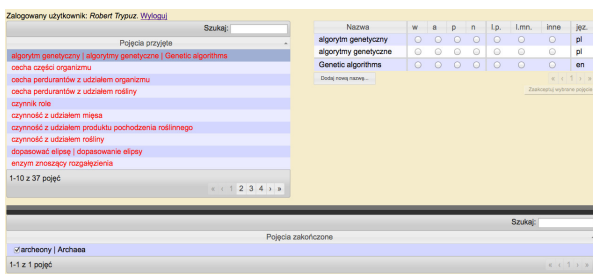 Zalogowany użytkownik: Robert Trypuz. Wyloguj
Szukaj:
Pojęcia przyjęte
algorytm genetyczny | algorytmy genetyczne | Genetic algorithms
cecha części organizmu
cecha perdurantów z udziałem organizmu
cecha perdurantów z udziałem rośliny
czynnik role
czynność z udziałem mięsa
czynność z udziałem produktu pochodzenia roślinnego
czynność z udziałem rośliny
dopasować elipsę | dopasowanie elipsy
enzym znoszący rozgałęzienia
1-10 z 37 pojęć
« ‹ 1 2 3 4 › »
Nazwa w a p n l.p. l.mn. inne jęz.
algorytm genetyczny pl
algorytmy genetyczne pl
Genetic algorithms en
Dodaj nową nazwę...
« ‹ 1 › »
Zaakceptuj wybrane pojęcie
Szukaj:
Pojęcia zakończone
archeony | Archaea
1-1 z 1 pojęć
« ‹ 1 › »